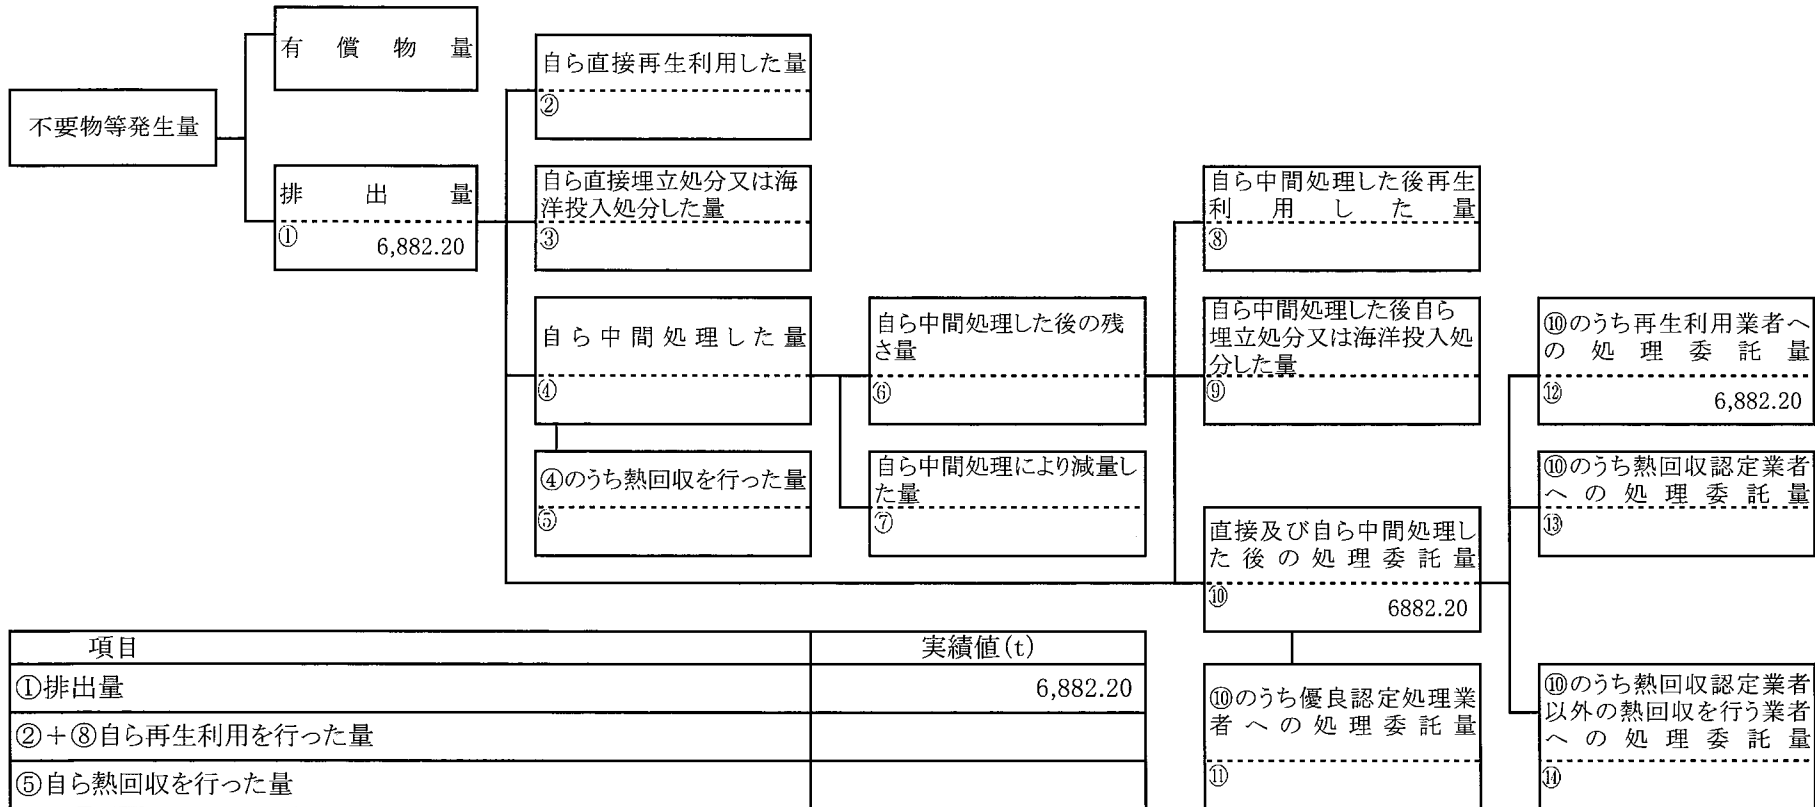 有償物量
不要物等発生量
排出量
①
6,882.20
自ら直接再生利用した量
②
自ら直接埋立処分又は海
洋投入処分した量
③
自ら中間処理した量
④
④のうち熱回収を行った量
⑤
自ら中間処理した後の残
さ量
⑥
自ら中間処理により減量し
た量
⑦
自ら中間処理した後再生
利用した量
⑧
自ら中間処理した後自ら
埋立処分又は海洋投入処
分した量
⑨
直接及び自ら中間処理し
た後の処理委託量
⑩
6882.20
⑩のうち優良認定処理業
者への処理委託量
⑪
⑩のうち再生利用業者へ
の処理委託量
⑫
6,882.20
⑩のうち熱回収認定業者
への処理委託量
⑬
⑩のうち熱回収認定業者
以外の熱回収を行う業者
への処理委託量
⑭
項目 実績値(t)
①排出量 6,882.20
②+⑧自ら再生利用を行った量
⑤自ら熱回収を行った量